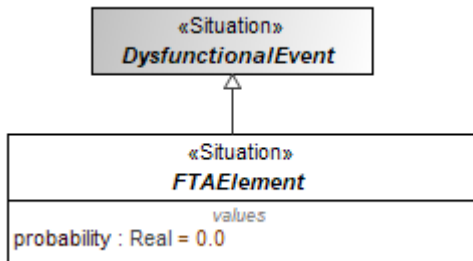 «Situation»
DysfunctionalEvent
«Situation»
FTAElement
values
probability : Real = 0.0